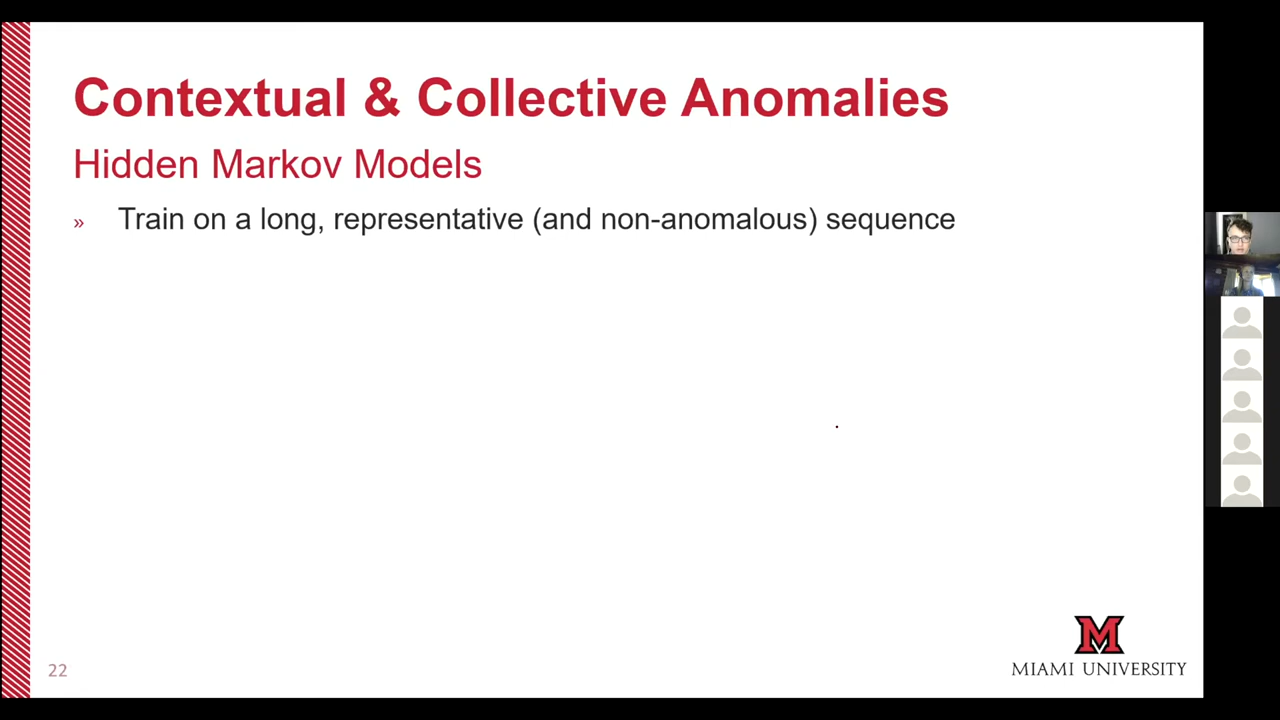 Contextual & Collective Anomalies
Hidden Markov Models
» Train on a long, representative (and non-anomalous) sequence
22
M
MIAMI UNIVERSITY